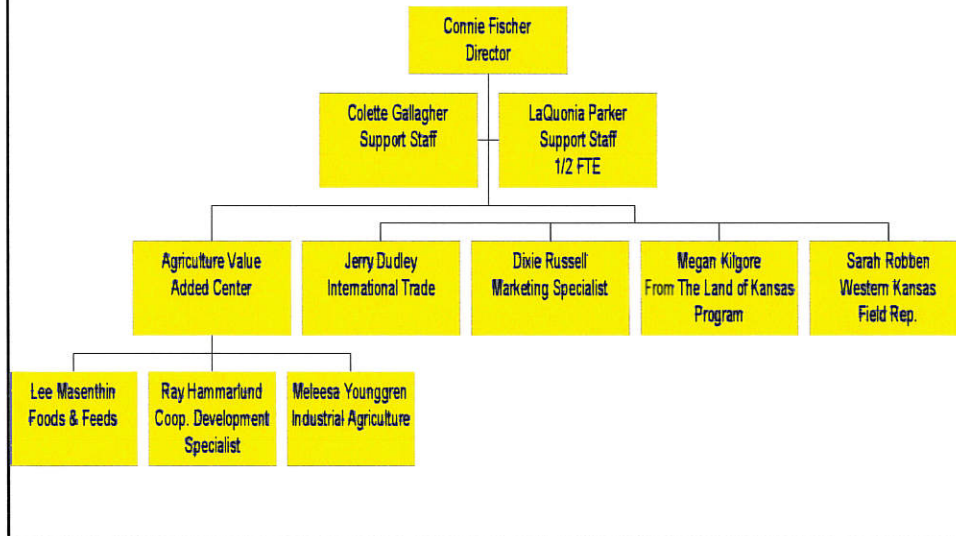 Connie Fischer
Director
Colette Gallagher
Support Staff
LaQuonia Parker
Support Staff
1/2 FTE
Agriculture Value
Added Center
Jerry Dudley
International Trade
Dixie Russell
Marketing Specialist
Megan Kilgore
From The Land of Kansas
Program
Sarah Robben
Western Kansas
Field Rep.
Lee Masenthin
Foods & Feeds
Ray Hammarlund
Coop. Development
Specialist
Meleesa Younggren
Industrial Agriculture